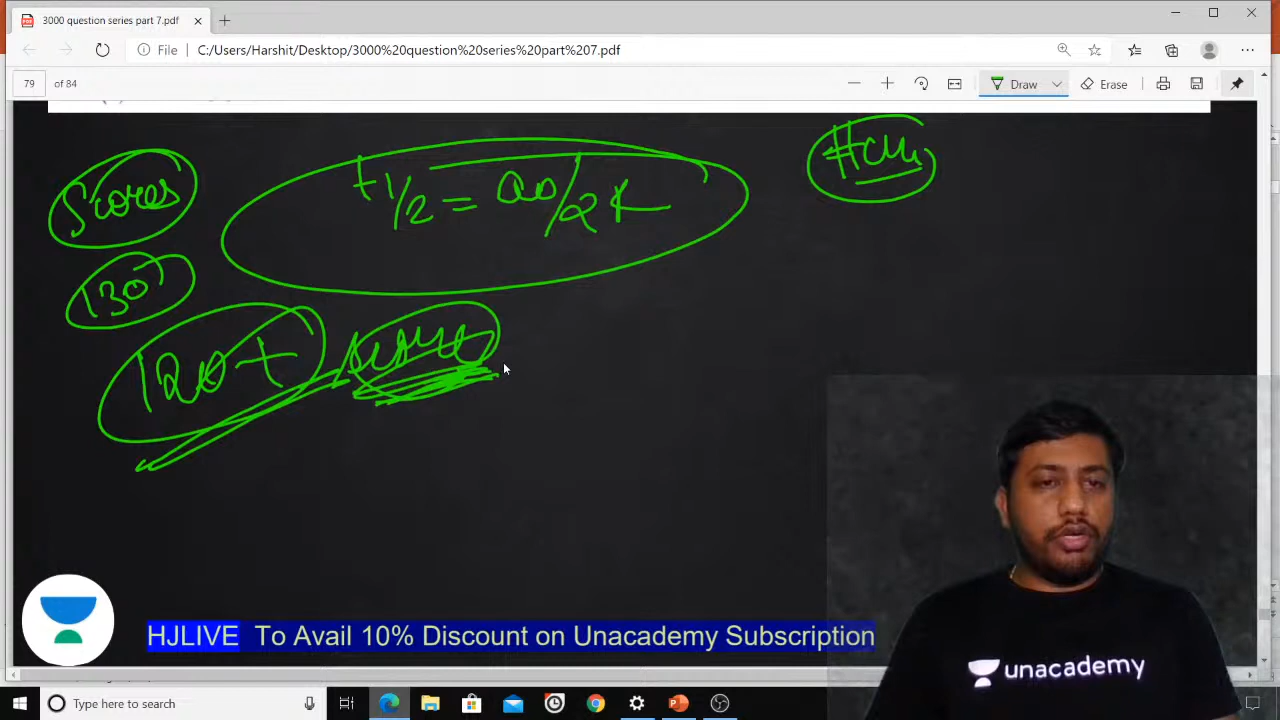 3000 question series part 7.pdf
File
C:/Users/Harshit/Desktop/3000%20question%20series%20part%207.pdf
79 of 84
Draw
Erase
Scores
t1/2 = a0/2K
130
120+
HJLIVE To Avail 10% Discount on Unacademy Subscription
unacademy
Type here to search